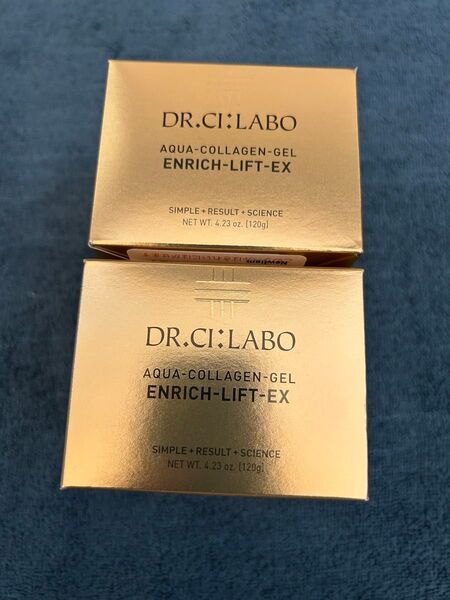 DR.CI:LABO
AQUA-COLLAGEN-GEL
ENRICH-LIFT-EX
SIMPLE+RESULT+SCIENCE
NET WT. 4.23 oz. [120g]
DR.CI:LABO
AQUA-COLLAGEN-GEL
ENRICH-LIFT-EX
SIMPLE+RESULT+SCIENCE
NET WT. 4.23 oz. [120g]